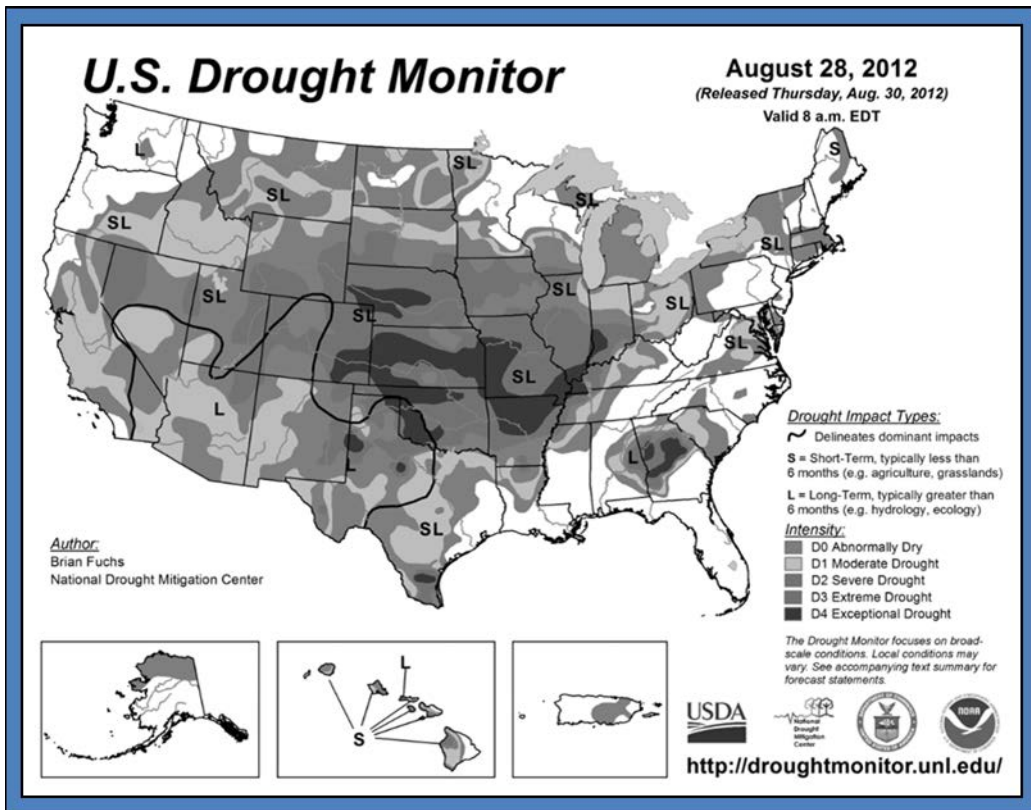 U.S. Drought Monitor
August 28, 2012
(Released Thursday, Aug. 30, 2012)
Valid 8 a.m. EDT
L
SL
SL
SL
SL
S
SL
SL
SL
SL
SL
SL
SL
L
L
L
SL
Drought Impact Types:
Delineates dominant impacts
S = Short-Term, typically less than
6 months (e.g. agriculture, grasslands)
L = Long-Term, typically greater than
6 months (e.g. hydrology, ecology)
Intensity:
D0 Abnormally Dry
D1 Moderate Drought
D2 Severe Drought
D3 Extreme Drought
D4 Exceptional Drought
Author:
Brian Fuchs
National Drought Mitigation Center
The Drought Monitor focuses on broad-
scale conditions. Local conditions may
vary. See accompanying text summary for
forecast statements.
L
S
USDA
National
Drought
Mitigation
Center
NOAA
http://droughtmonitor.unl.edu/